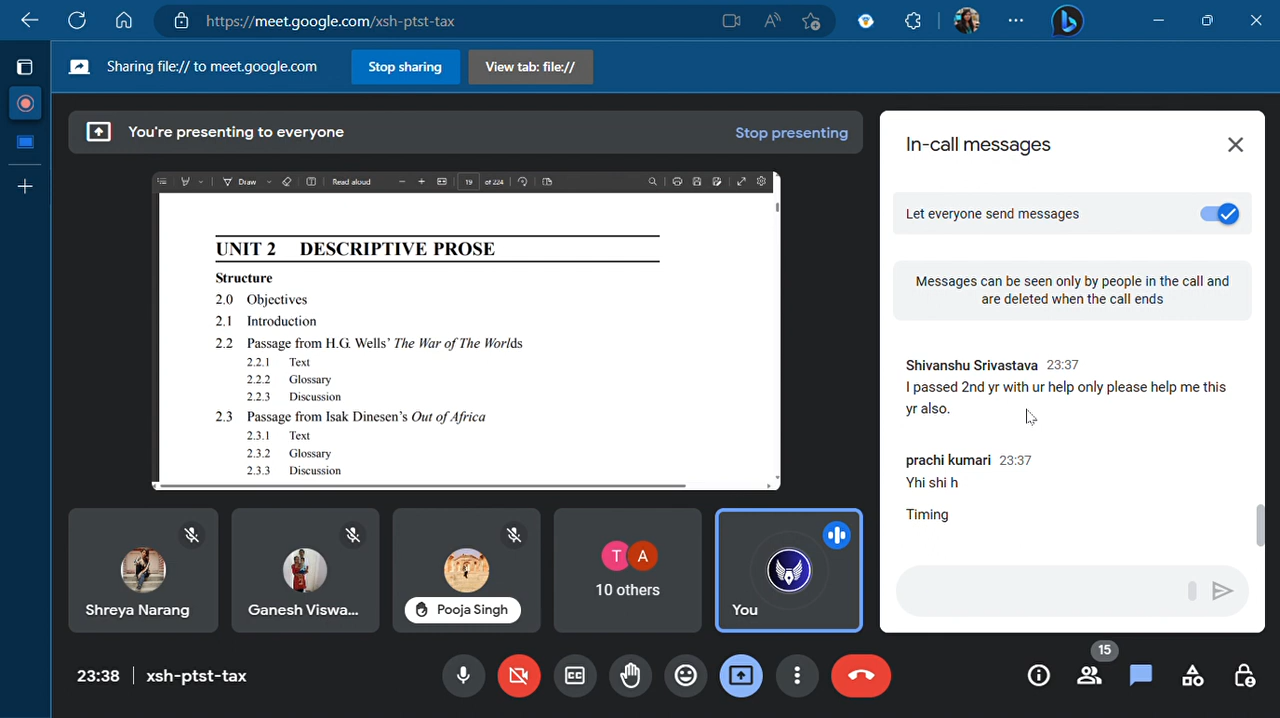 https://meet.google.com/xsh-ptst-tax
Sharing file:// to meet.google.com
Stop sharing
View tab: file://
You're presenting to everyone
Stop presenting
Draw
Read aloud
19
of 224
UNIT 2 DESCRIPTIVE PROSE
Structure
2.0 Objectives
2.1 Introduction
2.2 Passage from H.G. Wells' The War of The Worlds
2.2.1 Text
2.2.2 Glossary
2.2.3 Discussion
2.3 Passage from Isak Dinesen's Out of Africa
2.3.1 Text
2.3.2 Glossary
2.3.3 Discussion
Shreya Narang
Ganesh Viswa...
Pooja Singh
T
A
10 others
You
In-call messages
Let everyone send messages
Messages can be seen only by people in the call and
are deleted when the call ends
Shivanshu Srivastava 23:37
I passed 2nd yr with ur help only please help me this
yr also.
prachi kumari 23:37
Yhi shi h
Timing
23:38
xsh-ptst-tax
15